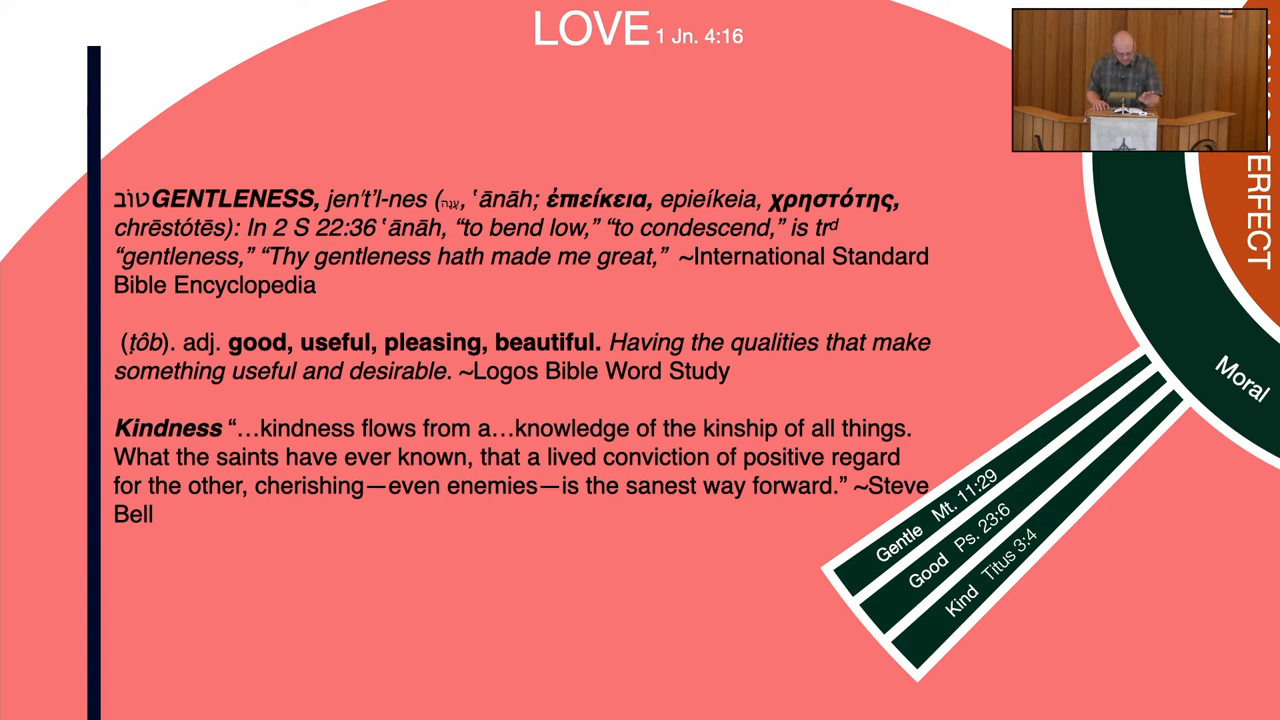 LOVE 1 Jn. 4:16
טוֹב GENTLENESS, jen′t'l-nes (עֲנָה, ‛ānāh; ἐπιείκεια, epieíkeia, χρηστότης,
chrēstótēs): In 2 S 22:36 ‛ānāh, “to bend low,” “to condescend,” is trᵈ
“gentleness,” “Thy gentleness hath made me great,” ~International Standard
Bible Encyclopedia
(ṭôb). adj. good, useful, pleasing, beautiful. Having the qualities that make
something useful and desirable. ~Logos Bible Word Study
Kindness “…kindness flows from a…knowledge of the kinship of all things.
What the saints have ever known, that a lived conviction of positive regard
for the other, cherishing—even enemies—is the sanest way forward.” ~Steve
Bell
Gentle Mt. 11:29
Good Ps. 23:6
Kind Titus 3:4
Moral